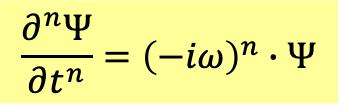 ∂ⁿΨ/∂tⁿ = (−iω)ⁿ · Ψ